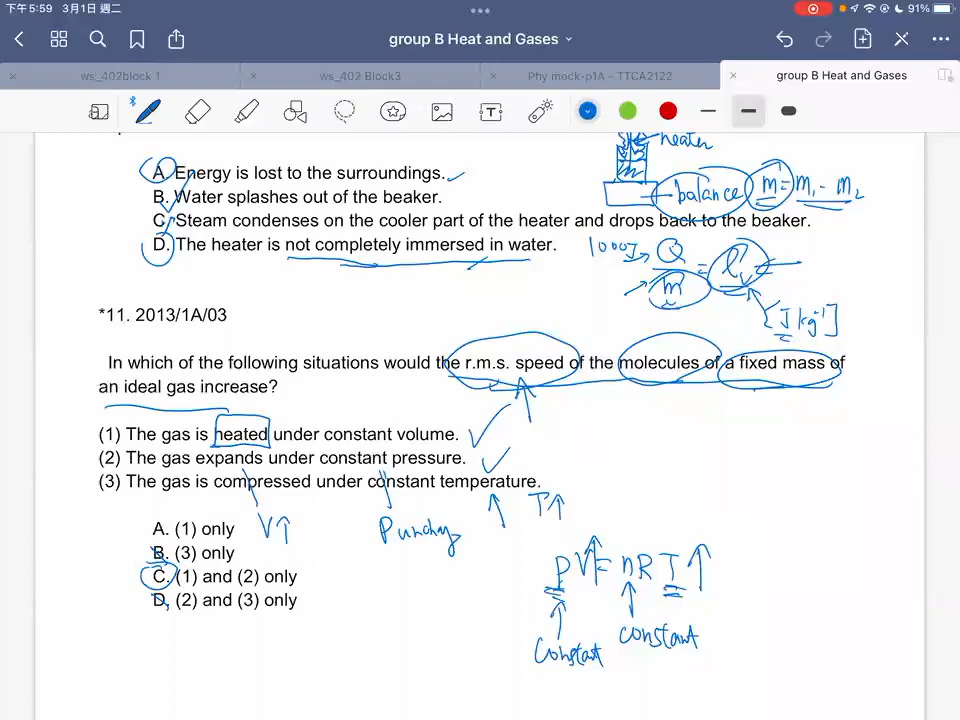 下午5:59 3月1日 週二
91%
group B Heat and Gases
ws_402block 1
ws_402 Block3
Phy mock-p1A – TTCA2122
group B Heat and Gases
heater
A. Energy is lost to the surroundings.
balance m = m₁ - m₂
B. Water splashes out of the beaker.
C. Steam condenses on the cooler part of the heater and drops back to the beaker.
D. The heater is not completely immersed in water.
1000J Q/m = lv
[J kg⁻¹]
*11. 2013/1A/03
In which of the following situations would the r.m.s. speed of the molecules of a fixed mass of
an ideal gas increase?
(1) The gas is heated under constant volume.
(2) The gas expands under constant pressure.
(3) The gas is compressed under constant temperature.
V↑
P
↑ T↑
A. (1) only
B. (3) only
C. (1) and (2) only
D. (2) and (3) only
PV = nRT
constant constant